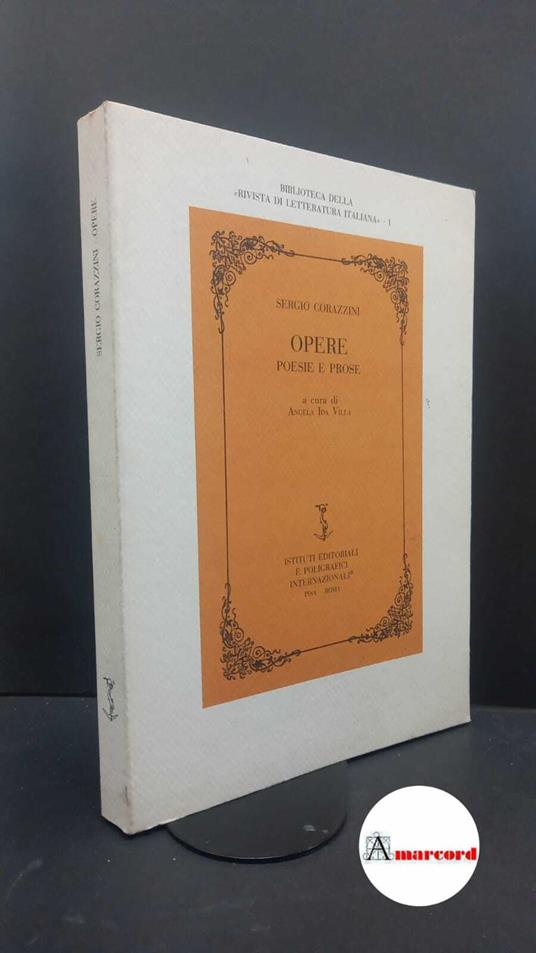 BIBLIOTECA DELLA
«RIVISTA DI LETTERATURA ITALIANA» - 1
SERGIO CORAZZINI
OPERE
POESIE E PROSE
a cura di
ANGELA IDA VILLA
ISTITUTI EDITORIALI
E POLIGRAFICI
INTERNAZIONALI®
PISA · ROMA
SERGIO CORAZZINI OPERE
Amarcord